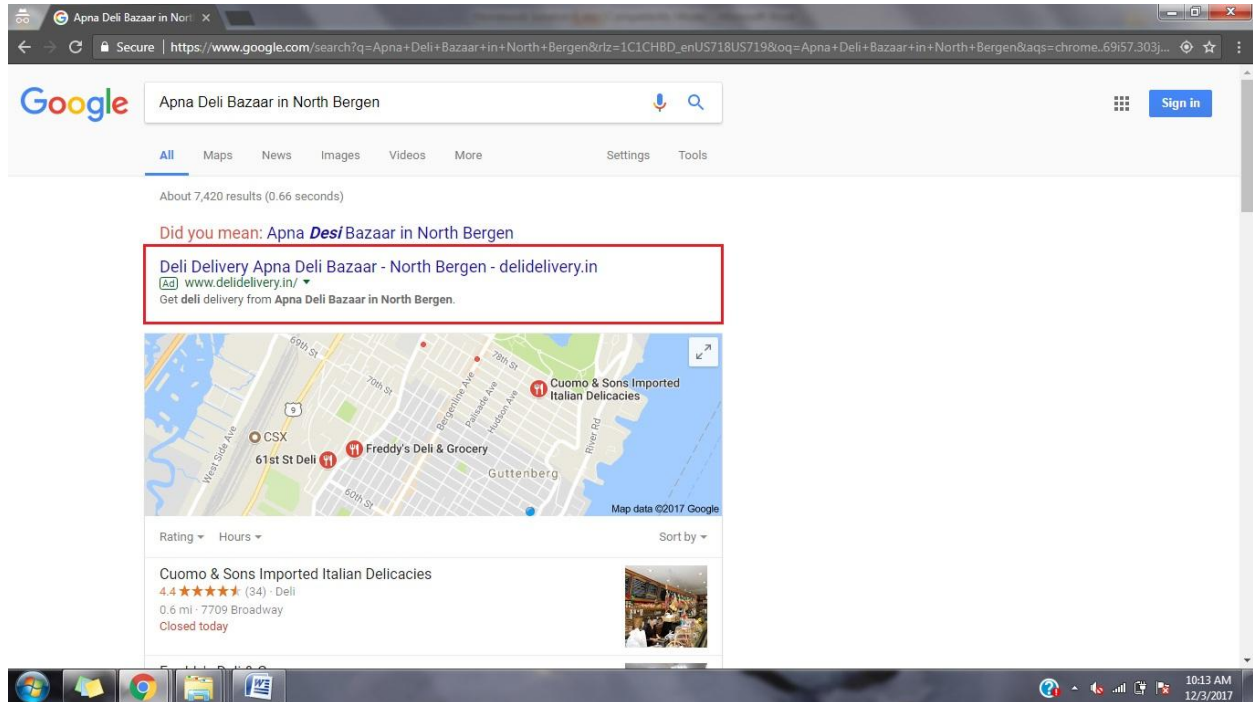 Apna Deli Bazaar in Nort
Secure | https://www.google.com/search?q=Apna+Deli+Bazaar+in+North+Bergen&rlz=1C1CHBD_enUS718US719&oq=Apna+Deli+Bazaar+in+North+Bergen&aqs=chrome..69i57.303j...
Google
Apna Deli Bazaar in North Bergen
Sign in
All Maps News Images Videos More Settings Tools
About 7,420 results (0.66 seconds)
Did you mean: Apna Desi Bazaar in North Bergen
Deli Delivery Apna Deli Bazaar - North Bergen - delidelivery.in
Ad www.delidelivery.in/
Get deli delivery from Apna Deli Bazaar in North Bergen.
69th St
78th St
70th St
Bergenline Ave
Palisade Ave
Hudson Ave
Cuomo & Sons Imported
Italian Delicacies
9
CSX
River Rd
West Side Ave
61st St Deli
Freddy's Deli & Grocery
Guttenberg
60th St
Map data ©2017 Google
Rating Hours Sort by
Cuomo & Sons Imported Italian Delicacies
4.4 (34) · Deli
0.6 mi · 7709 Broadway
Closed today
10:13 AM
12/3/2017